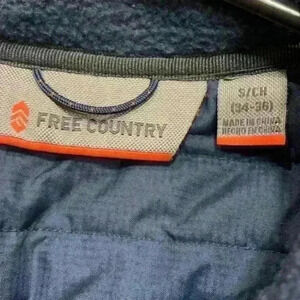 FREE COUNTRY
S/CH
(34-36)
MADE IN CHINA
HECHO EN CHINA